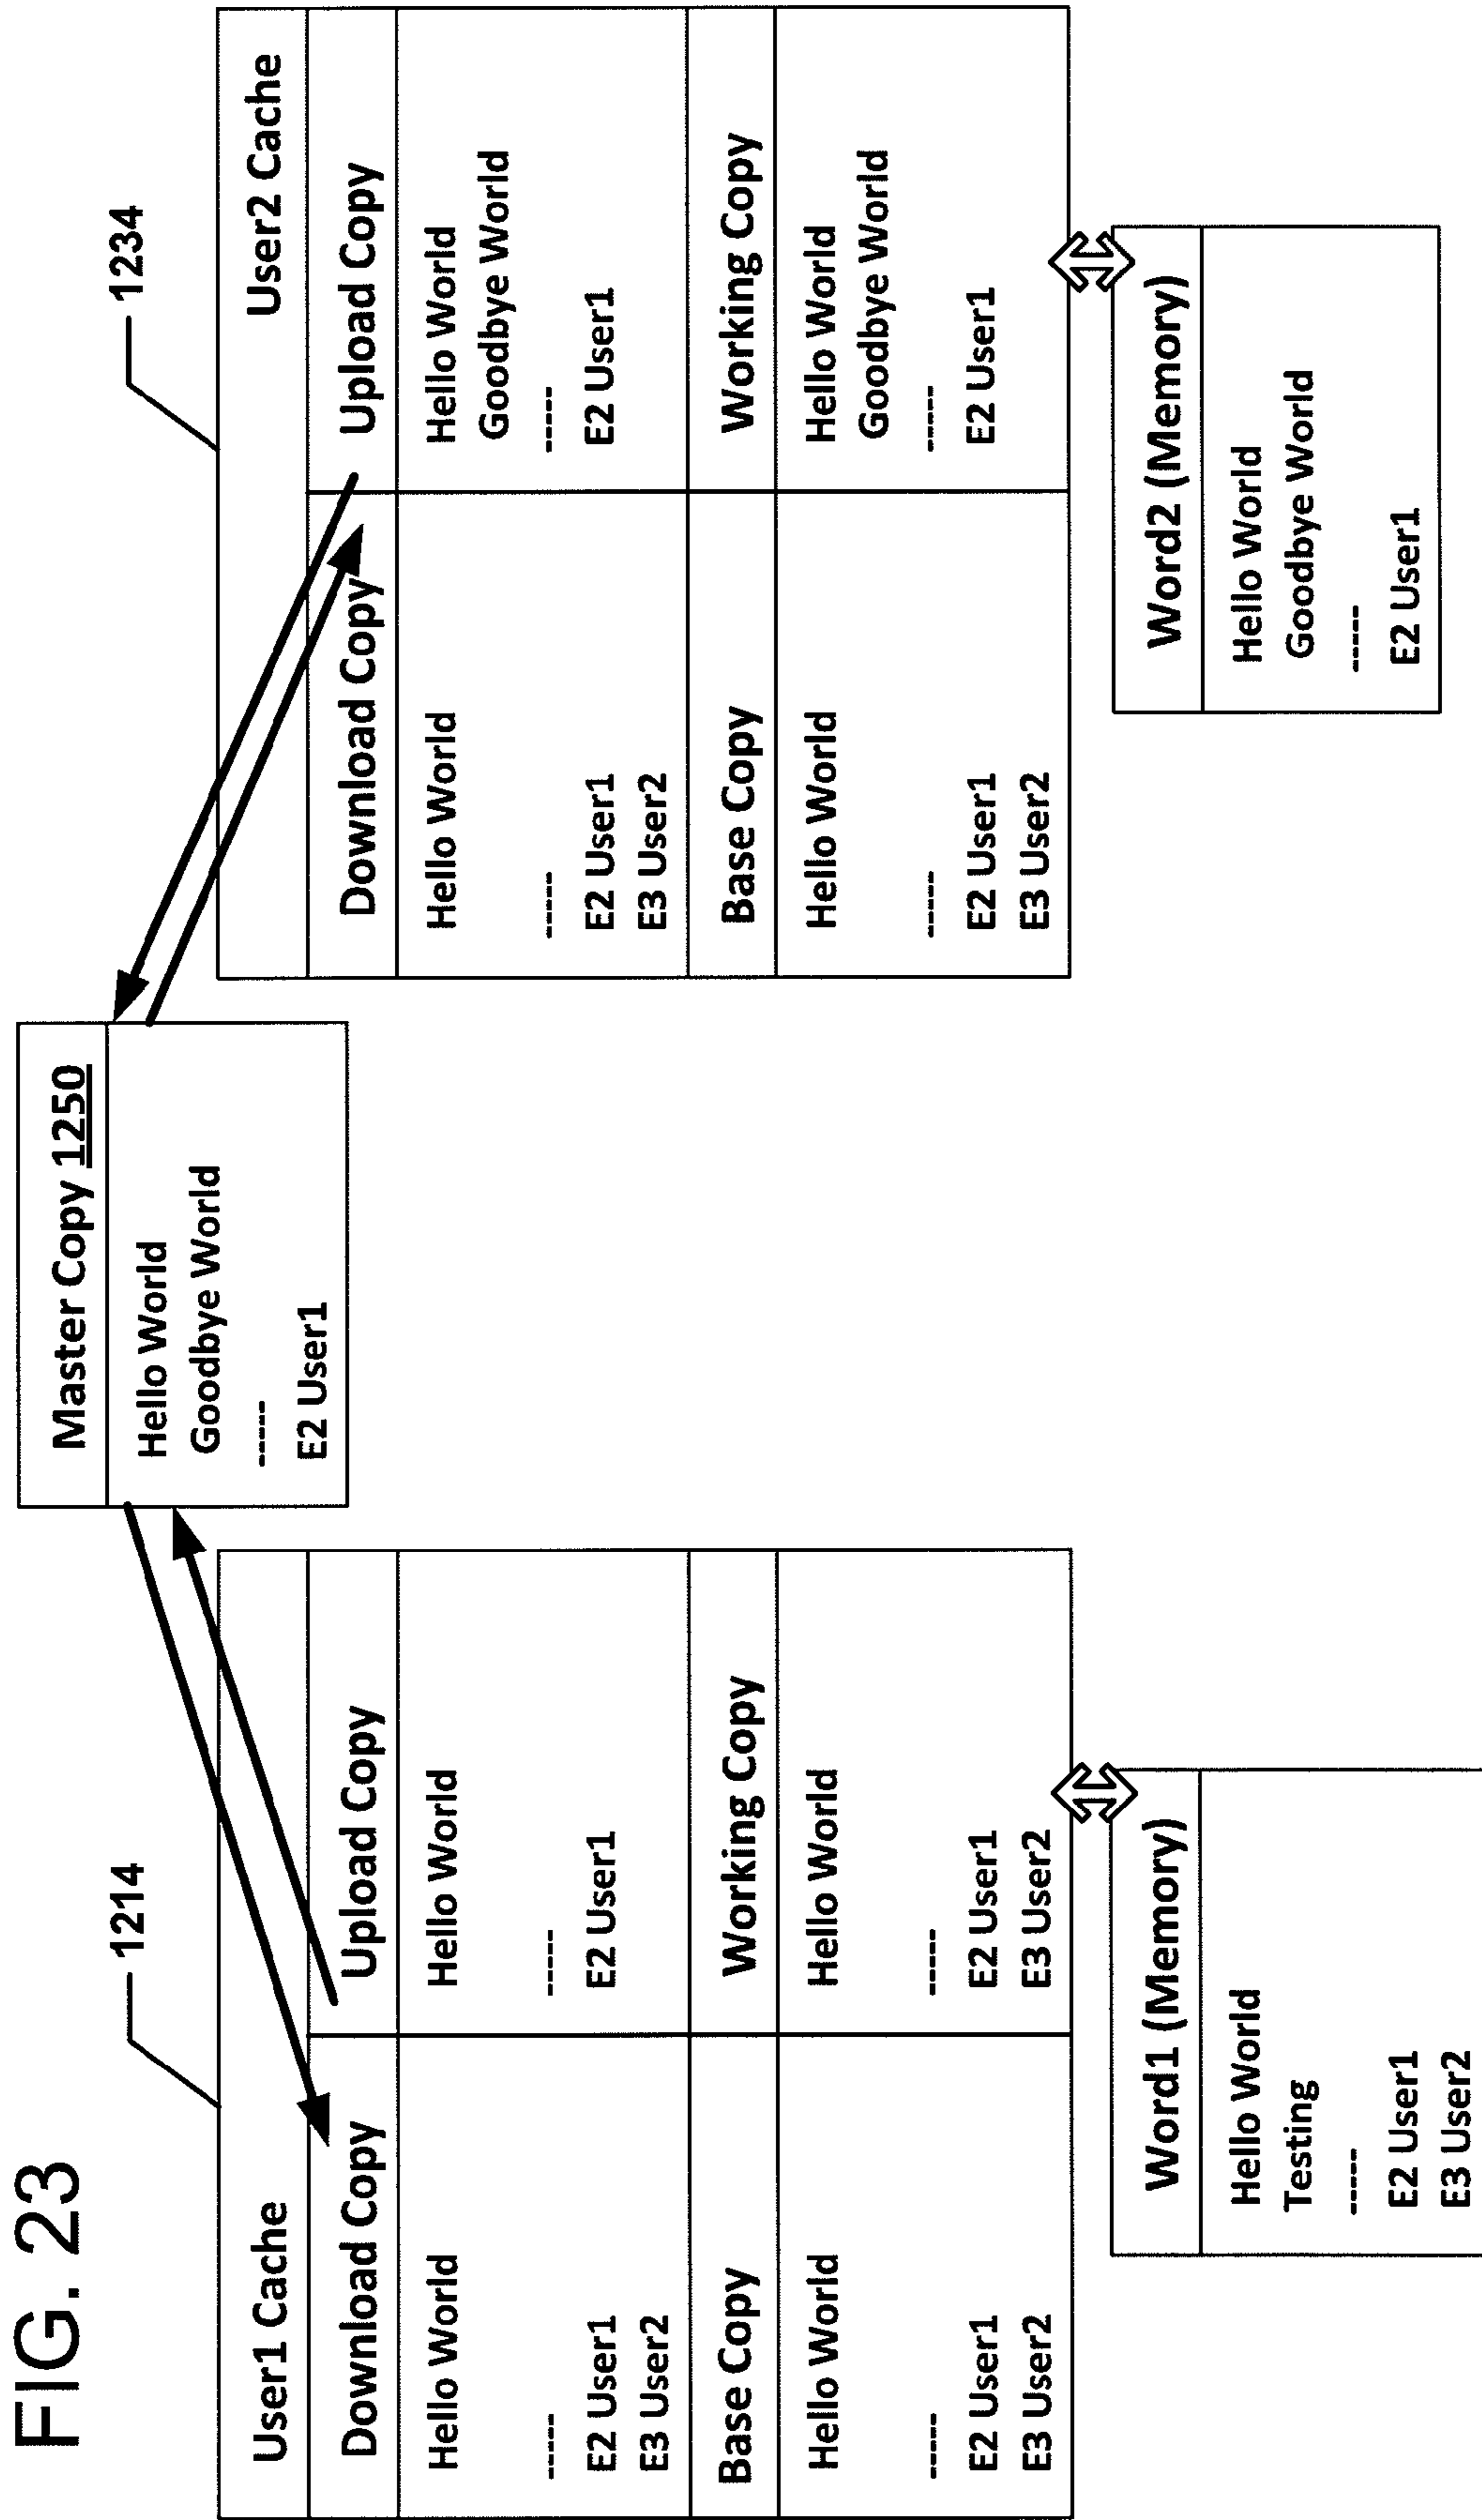 FIG. 23
Master Copy 1250
Hello World
Goodbye World
-----
E2 User1
1214
User1 Cache
Download Copy
Hello World
-----
E2 User1
E3 User2
Upload Copy
Hello World
-----
E2 User1
Base Copy
Hello World
-----
E2 User1
E3 User2
Working Copy
Hello World
-----
E2 User1
E3 User2
Word1 (Memory)
Hello World
Testing
-----
E2 User1
E3 User2
1234
User2 Cache
Download Copy
Hello World
-----
E2 User1
E3 User2
Upload Copy
Hello World
Goodbye World
-----
E2 User1
Base Copy
Hello World
-----
E2 User1
E3 User2
Working Copy
Hello World
Goodbye World
-----
E2 User1
Word2 (Memory)
Hello World
Goodbye World
-----
E2 User1